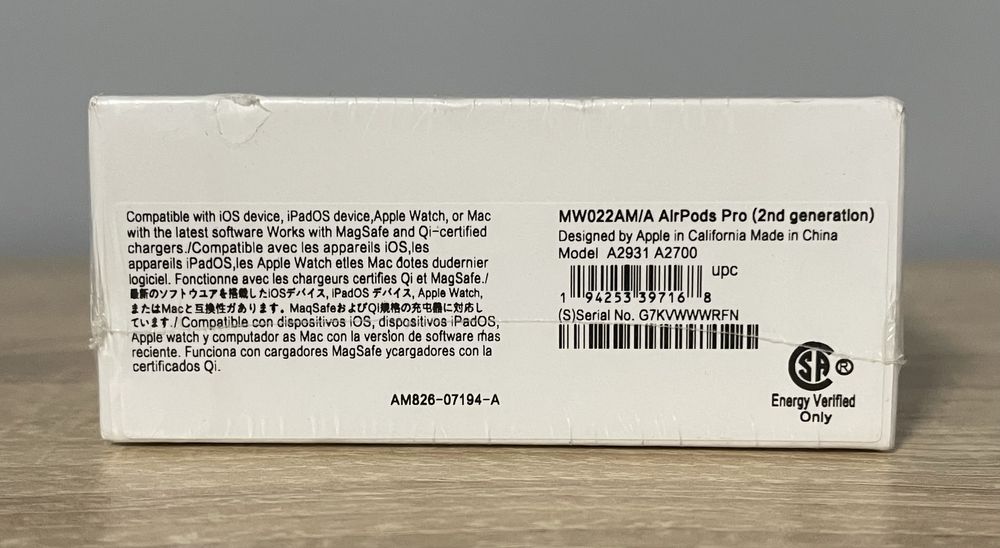 Compatible with iOS device, iPadOS device,Apple Watch, or Mac
with the latest software Works with MagSafe and Qi-certified
chargers./Compatible avec les appareils iOS,les
appareils iPadOS,les Apple Watch etles Mac dotes dudernier
logiciel. Fonctionne avec les chargeurs certifies Qi et MagSafe./
最新のソフトウユアを搭載したiOSデバイス, iPadOS デバイス, Apple Watch,
またはMacと互換性ガあります。MaqSafeおよびQi規格の充电器に対応し
ています./ Compatible con dispositivos iOS, dispositivos iPadOS,
Apple watch y computador as Mac con la version de software más
reciente. Funciona con cargadores MagSafe ycargadores con la
certificados Qi.
AM826-07194-A
MW022AM/A AirPods Pro (2nd generation)
Designed by Apple in California Made in China
Model A2931 A2700
upc
1 94253 39716 8
(S)Serial No. G7KVWWWRFN
SA ®
Energy Verified
Only